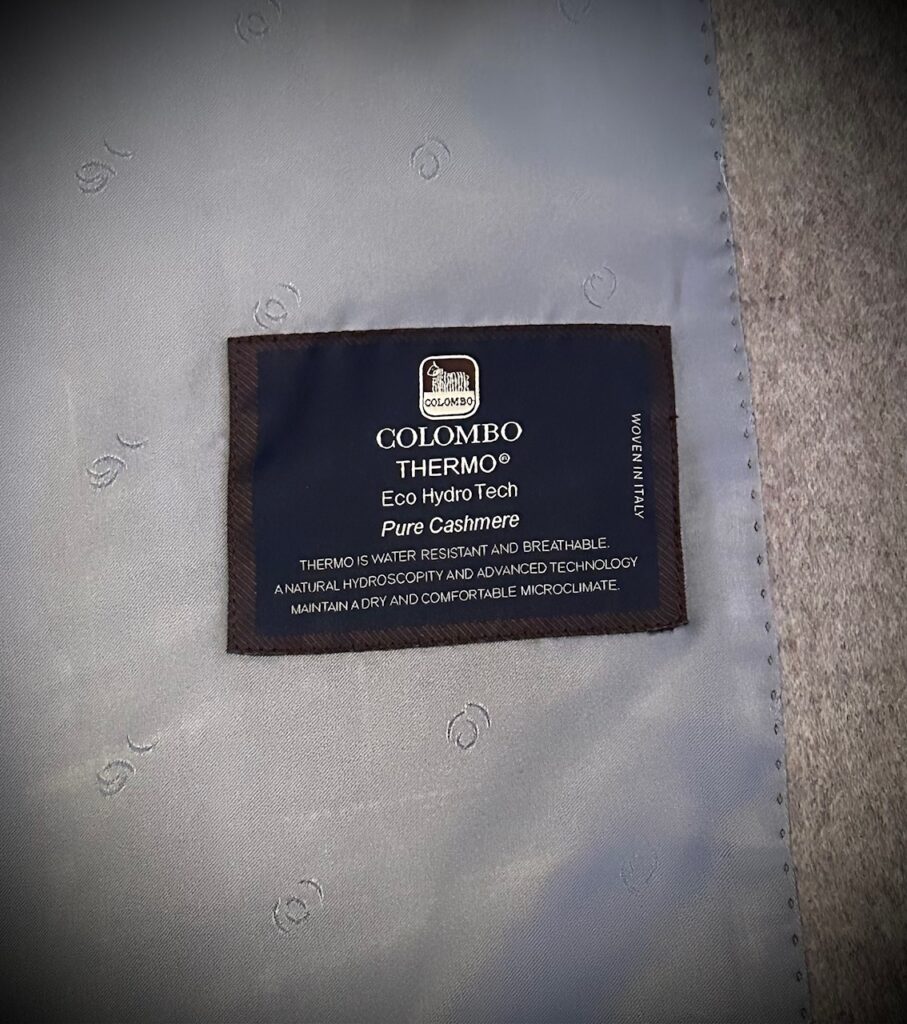 COLOMBO
COLOMBO
THERMO®
Eco Hydro Tech
Pure Cashmere
THERMO IS WATER RESISTANT AND BREATHABLE.
A NATURAL HYDROSCOPITY AND ADVANCED TECHNOLOGY
MAINTAIN A DRY AND COMFORTABLE MICROCLIMATE.
WOVEN IN ITALY